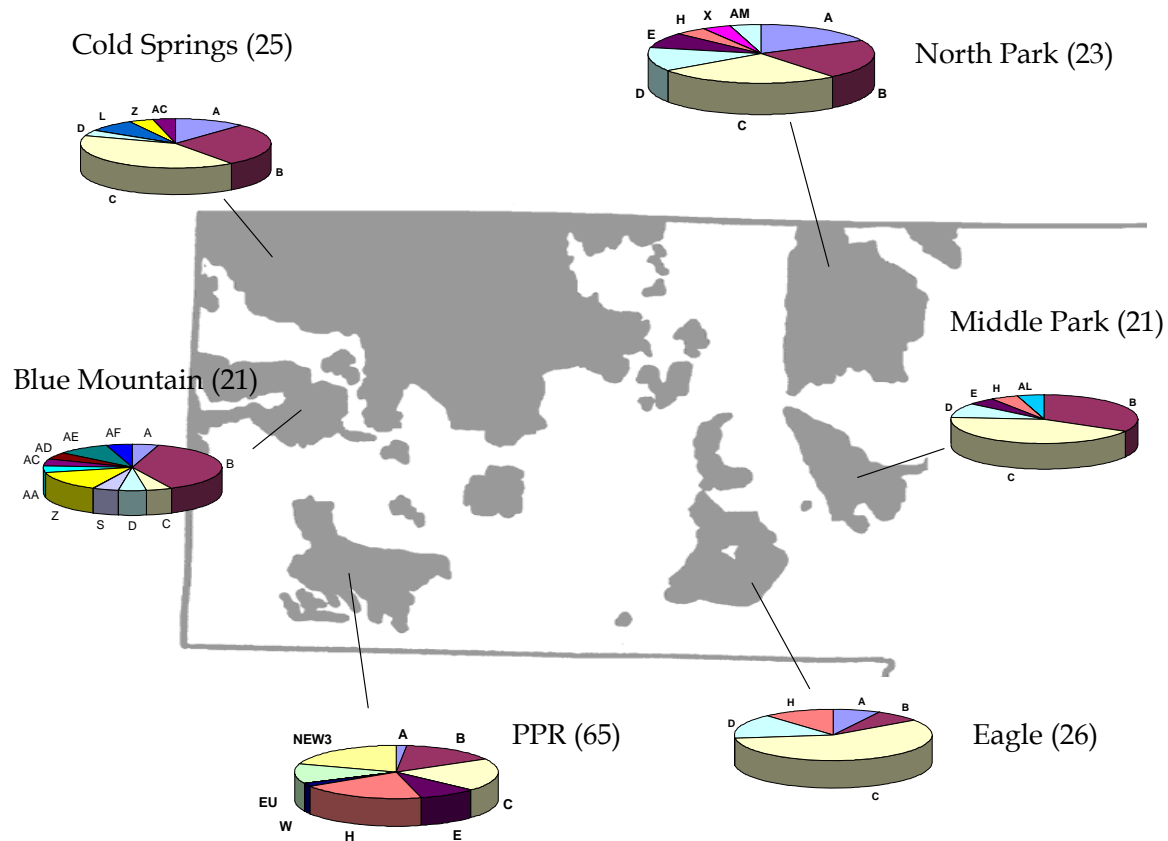 Cold Springs (25)
L Z AC A
D
B
C
H X AM A
E
D
B
C
North Park (23)
Middle Park (21)
E H AL
D B
C
Blue Mountain (21)
AE AF A
AD
AC B
AA
Z S D C
PPR (65)
NEW3 A B
EU C
W H E
Eagle (26)
H A B
D
C